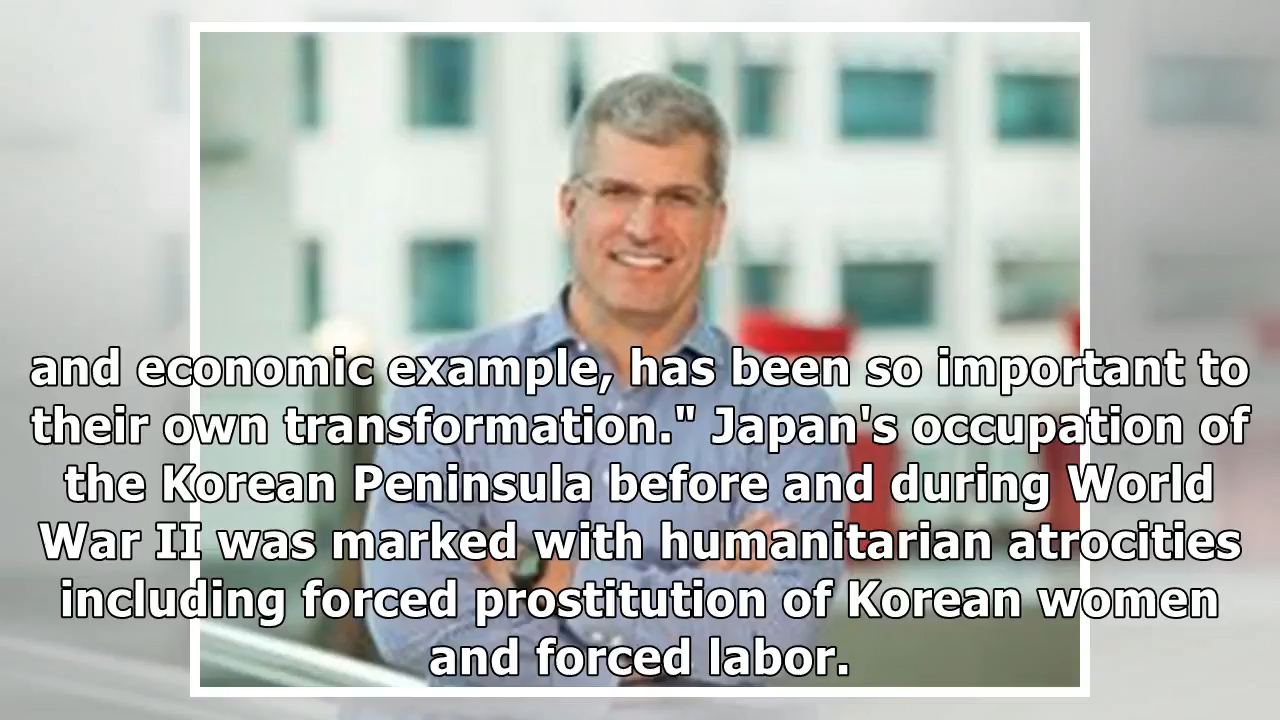 and economic example, has been so important to
their own transformation." Japan's occupation of
the Korean Peninsula before and during World
War II was marked with humanitarian atrocities
including forced prostitution of Korean women
and forced labor.